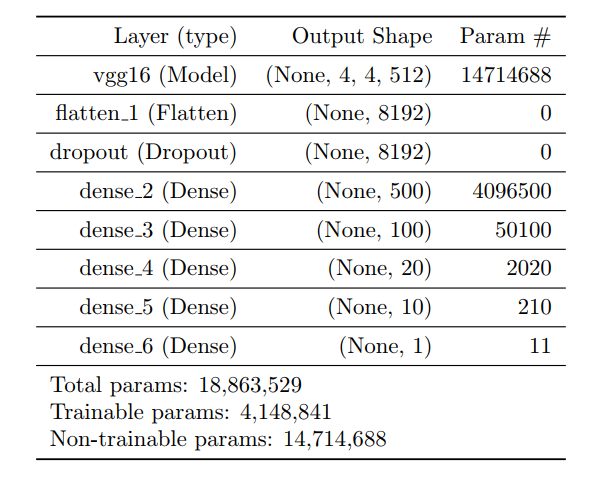 Layer (type) Output Shape Param #
vgg16 (Model) (None, 4, 4, 512) 14714688
flatten_1 (Flatten) (None, 8192) 0
dropout (Dropout) (None, 8192) 0
dense_2 (Dense) (None, 500) 4096500
dense_3 (Dense) (None, 100) 50100
dense_4 (Dense) (None, 20) 2020
dense_5 (Dense) (None, 10) 210
dense_6 (Dense) (None, 1) 11
Total params: 18,863,529
Trainable params: 4,148,841
Non-trainable params: 14,714,688